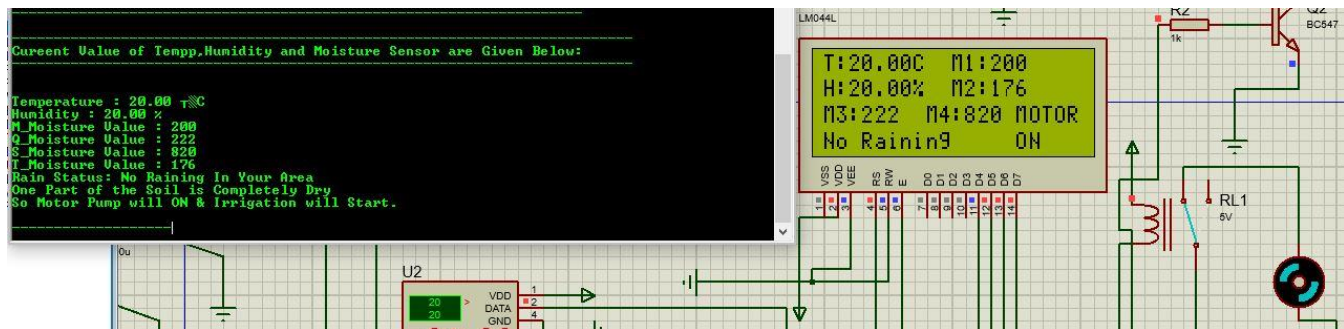 Cureent Value of Tempp,Humidity and Moisture Sensor are Given Below:
Temperature : 20.00 ┬░C
Humidity : 20.00 %
M_Moisture Value : 200
Q_Moisture Value : 222
S_Moisture Value : 820
T_Moisture Value : 176
Rain Status: No Raining In Your Area
One Part of the Soil is Completely Dry
So Motor Pump will ON & Irrigation will Start.
LM044L
T:20.00C M1:200
H:20.00% M2:176
M3:222 M4:820 MOTOR
No Raining ON
VSS
VDD
VEE
RS
RW
E
D0
D1
D2
D3
D4
D5
D6
D7
1
2
3
4
5
6
7
8
9
10
11
12
13
14
R2
1k
Q2
BC547
RL1
5V
0u
U2
20
20
>
VDD
DATA
GND
1
2
4